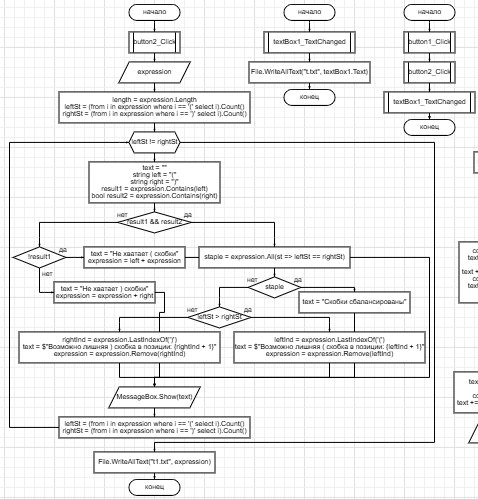 начало
button2_Click
expression
length = expression.Length
leftSt = (from i in expression where i == '(' select i).Count()
rightSt = (from i in expression where i == ')' select i).Count()
leftSt != rightSt
text = ""
string left = "("
string right = ")"
result1 = expression.Contains(left)
bool result2 = expression.Contains(right)
нет
result1 && result2
да
!result1
да
нет
text = "Не хватает ( скобки"
expression = left + expression
staple = expression.All(st => leftSt == rightSt)
text = "Не хватает ) скобки"
expression = expression + right
нет
staple
да
text = "Скобки сбалансированы"
нет
leftSt > rightSt
да
rightInd = expression.LastIndexOf(')')
text = $"Возможно лишняя ) скобка в позиции: {rightInd + 1}"
expression = expression.Remove(rightInd)
leftInd = expression.LastIndexOf('(')
text = $"Возможно лишняя ( скобка в позиции: {leftInd + 1}"
expression = expression.Remove(leftInd)
MessageBox.Show(text)
leftSt = (from i in expression where i == '(' select i).Count()
rightSt = (from i in expression where i == ')' select i).Count()
File.WriteAllText("t1.txt", expression)
конец
начало
textBox1_TextChanged
File.WriteAllText("t.txt", textBox1.Text)
конец
начало
button1_Click
button2_Click
textBox1_TextChanged
конец